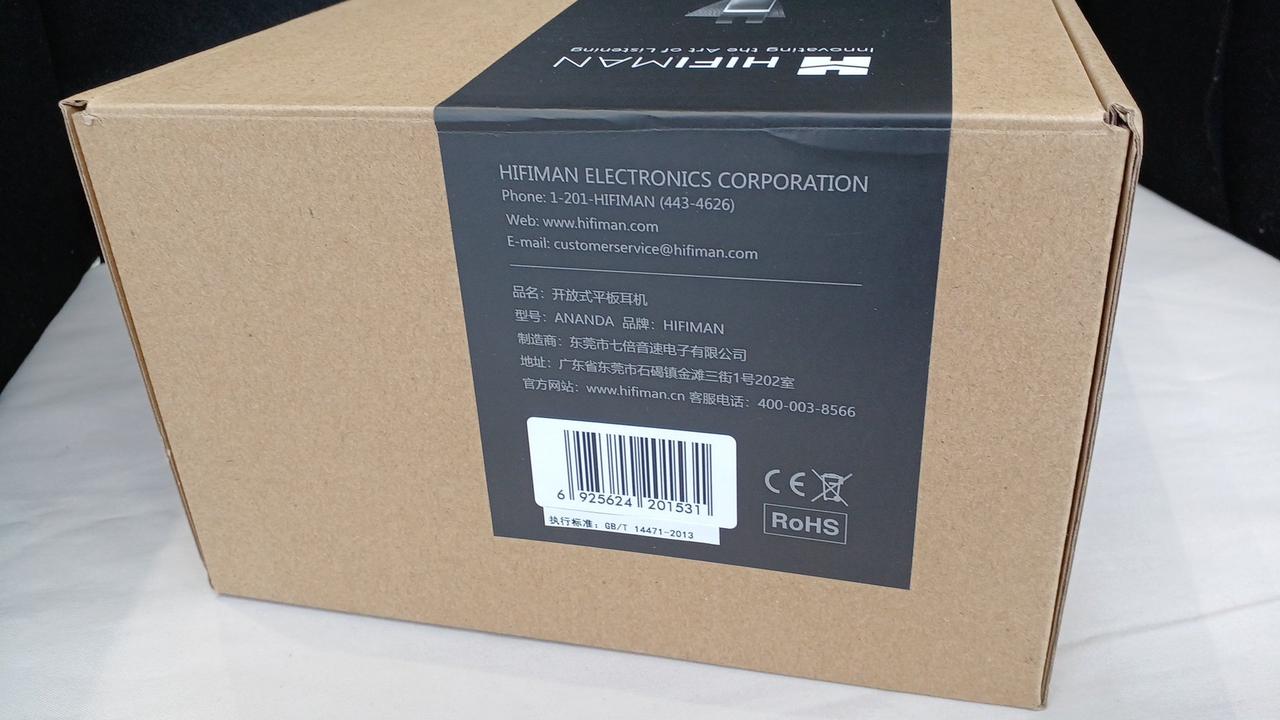 HIFIMAN
Innovating the Art of Listening
HIFIMAN ELECTRONICS CORPORATION
Phone: 1-201-HIFIMAN (443-4626)
Web: www.hifiman.com
E-mail: customerservice@hifiman.com
品名：开放式平板耳机
型号：ANANDA 品牌：HIFIMAN
制造商：东莞市七倍音速电子有限公司
地址：广东省东莞市石碣镇金滩三街1号202室
官方网站：www.hifiman.cn 客服电话：400-003-8566
6 925624 201531
执行标准：GB/T 14471-2013
CE
RoHS